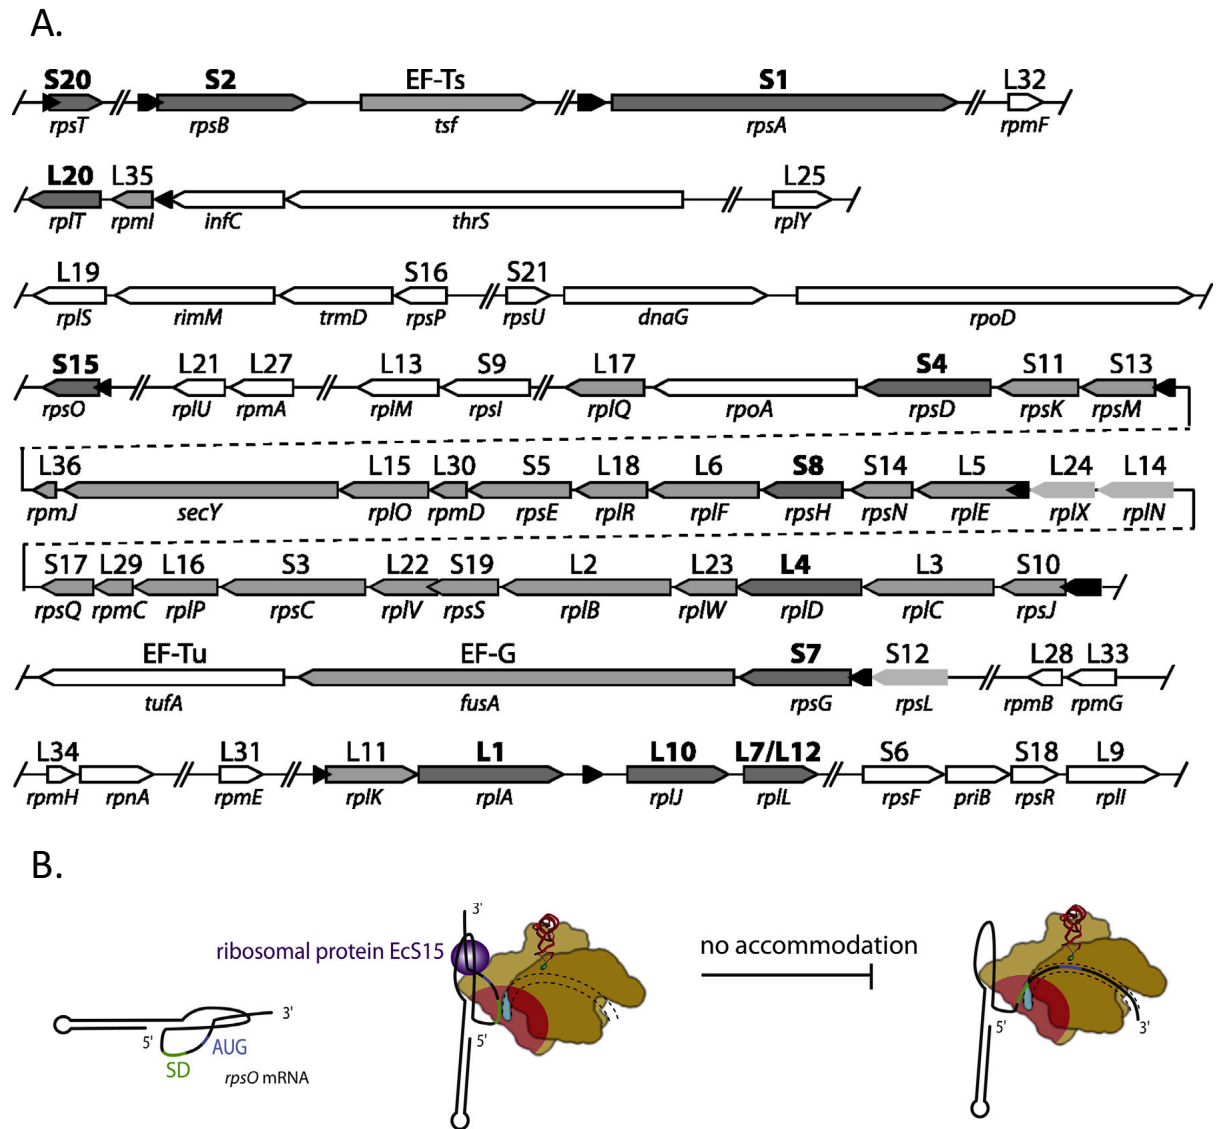 A.
S20 S2 EF-Ts S1 L32
rpsT rpsB tsf rpsA rpmF
L20 L35 L25
rplT rpmI infC thrS rplY
L19 S16 S21
rplS rimM trmD rpsP rpsU dnaG rpoD
S15 L21 L27 L13 S9 L17 S4 S11 S13
rpsO rplU rpmA rplM rpsI rplQ rpoA rpsD rpsK rpsM
L36 L15 L30 S5 L18 L6 S8 S14 L5 L24 L14
rpmJ secY rplO rpmD rpsE rplR rplF rpsH rpsN rplE rplX rplN
S17 L29 L16 S3 L22 S19 L2 L23 L4 L3 S10
rpsQ rpmC rplP rpsC rplV rpsS rplB rplW rplD rplC rpsJ
EF-Tu EF-G S7 S12 L28 L33
tufA fusA rpsG rpsL rpmB rpmG
L34 L31 L11 L1 L10 L7/L12 S6 S18 L9
rpmH rpnA rpmE rplK rplA rplJ rplL rpsF priB rpsR rplI
B.
3'
ribosomal protein EcS15
no accommodation
5' 3'
SD AUG
rpsO mRNA
5'
5' 3'